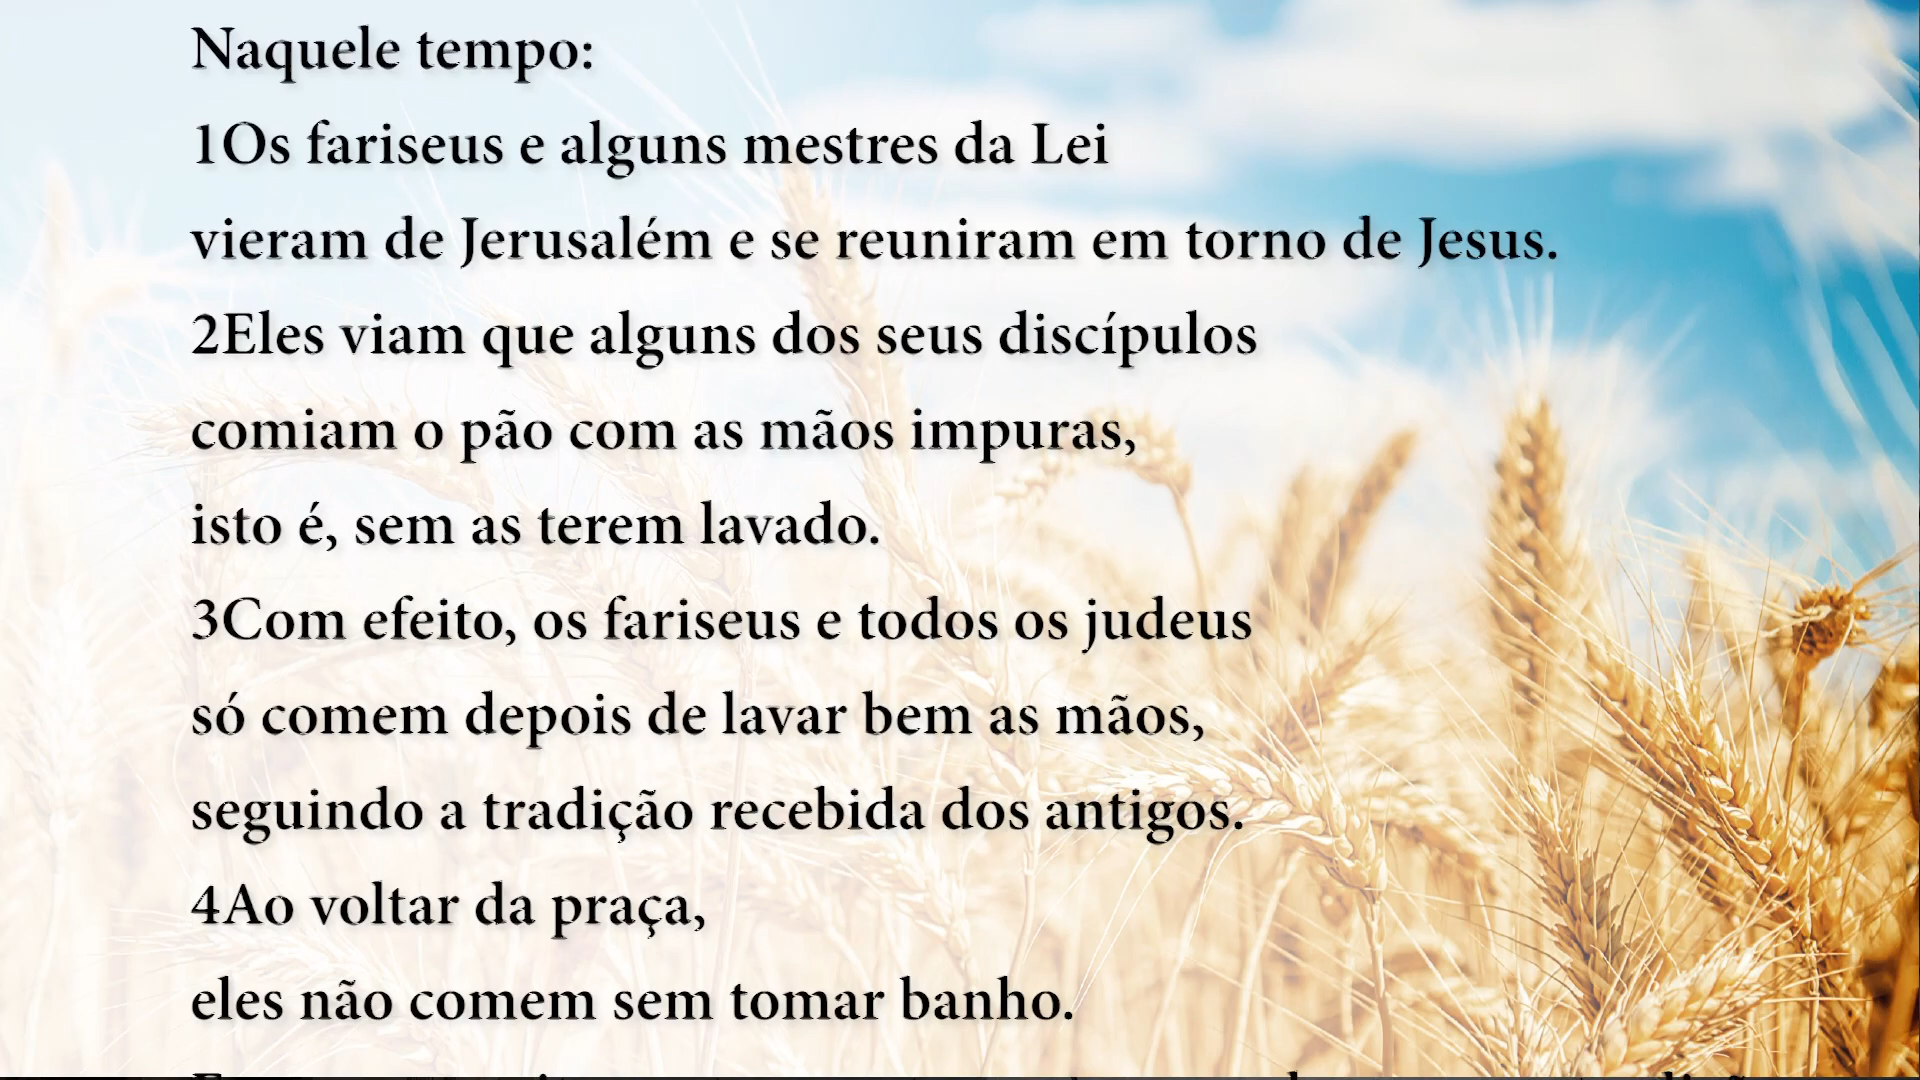 Naquele tempo:
1Os fariseus e alguns mestres da Lei
vieram de Jerusalém e se reuniram em torno de Jesus.
2Eles viam que alguns dos seus discípulos
comiam o pão com as mãos impuras,
isto é, sem as terem lavado.
3Com efeito, os fariseus e todos os judeus
só comem depois de lavar bem as mãos,
seguindo a tradição recebida dos antigos.
4Ao voltar da praça,
eles não comem sem tomar banho.